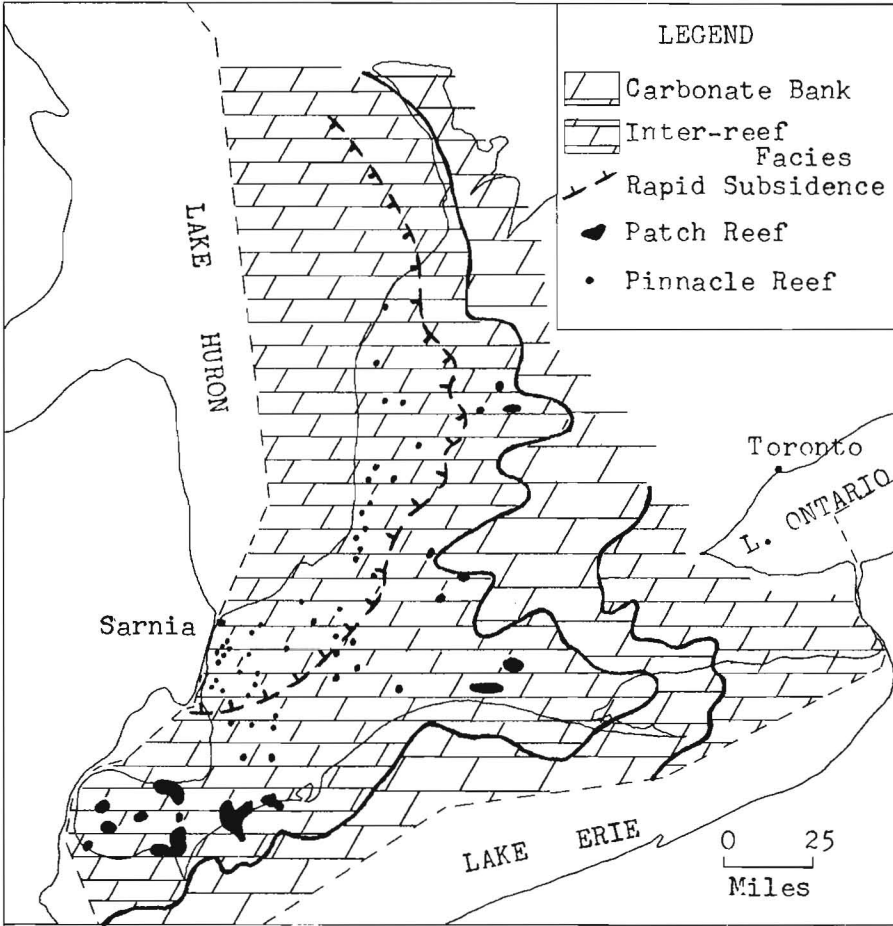 LEGEND
Carbonate Bank
Inter-reef
Facies
Rapid Subsidence
Patch Reef
Pinnacle Reef
LAKE HURON
Toronto
L. ONTARIO
Sarnia
LAKE ERIE
0 25
Miles